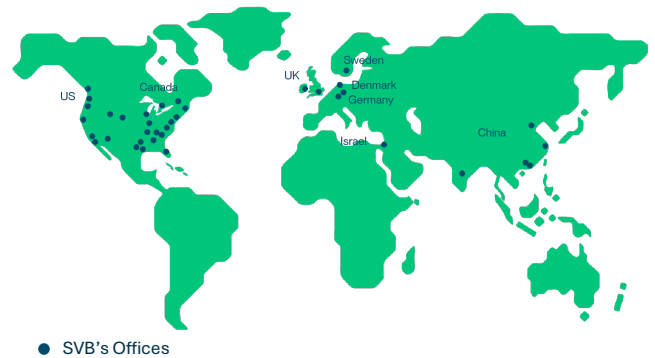 Sweden
UK
Canada
Denmark
US
Germany
China
Israel
SVB's Offices